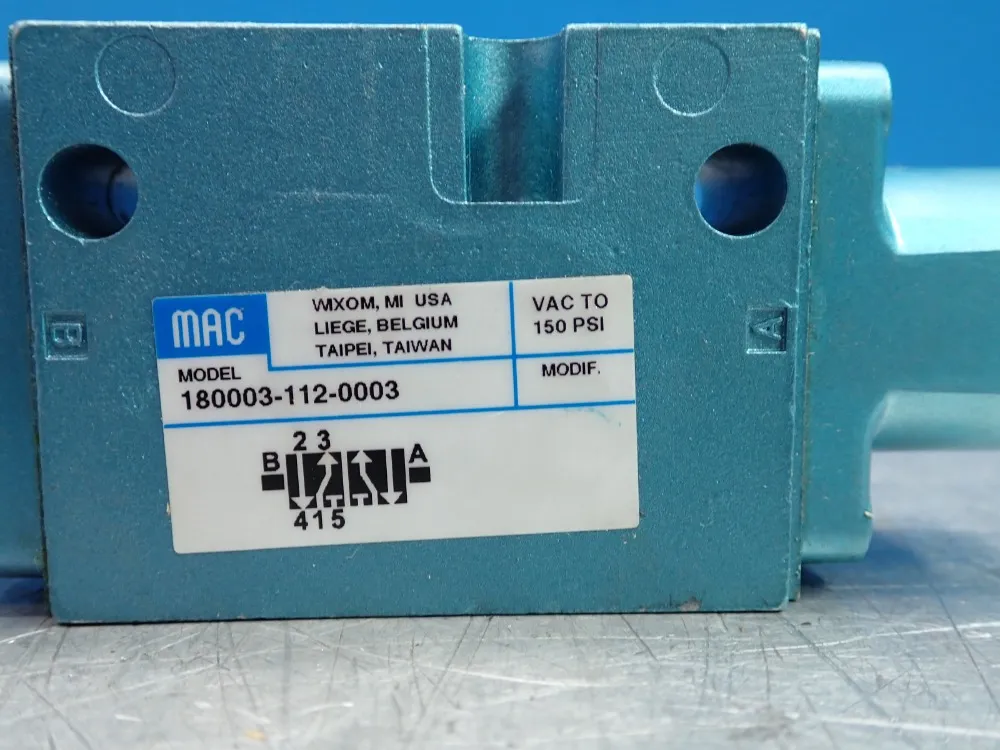 MAC
WIXOM, MI USA
LIEGE, BELGIUM
TAIPEI, TAIWAN
VAC TO
150 PSI
MODEL
180003-112-0003
MODIF.
B
A
2 3
B
A
4 1 5